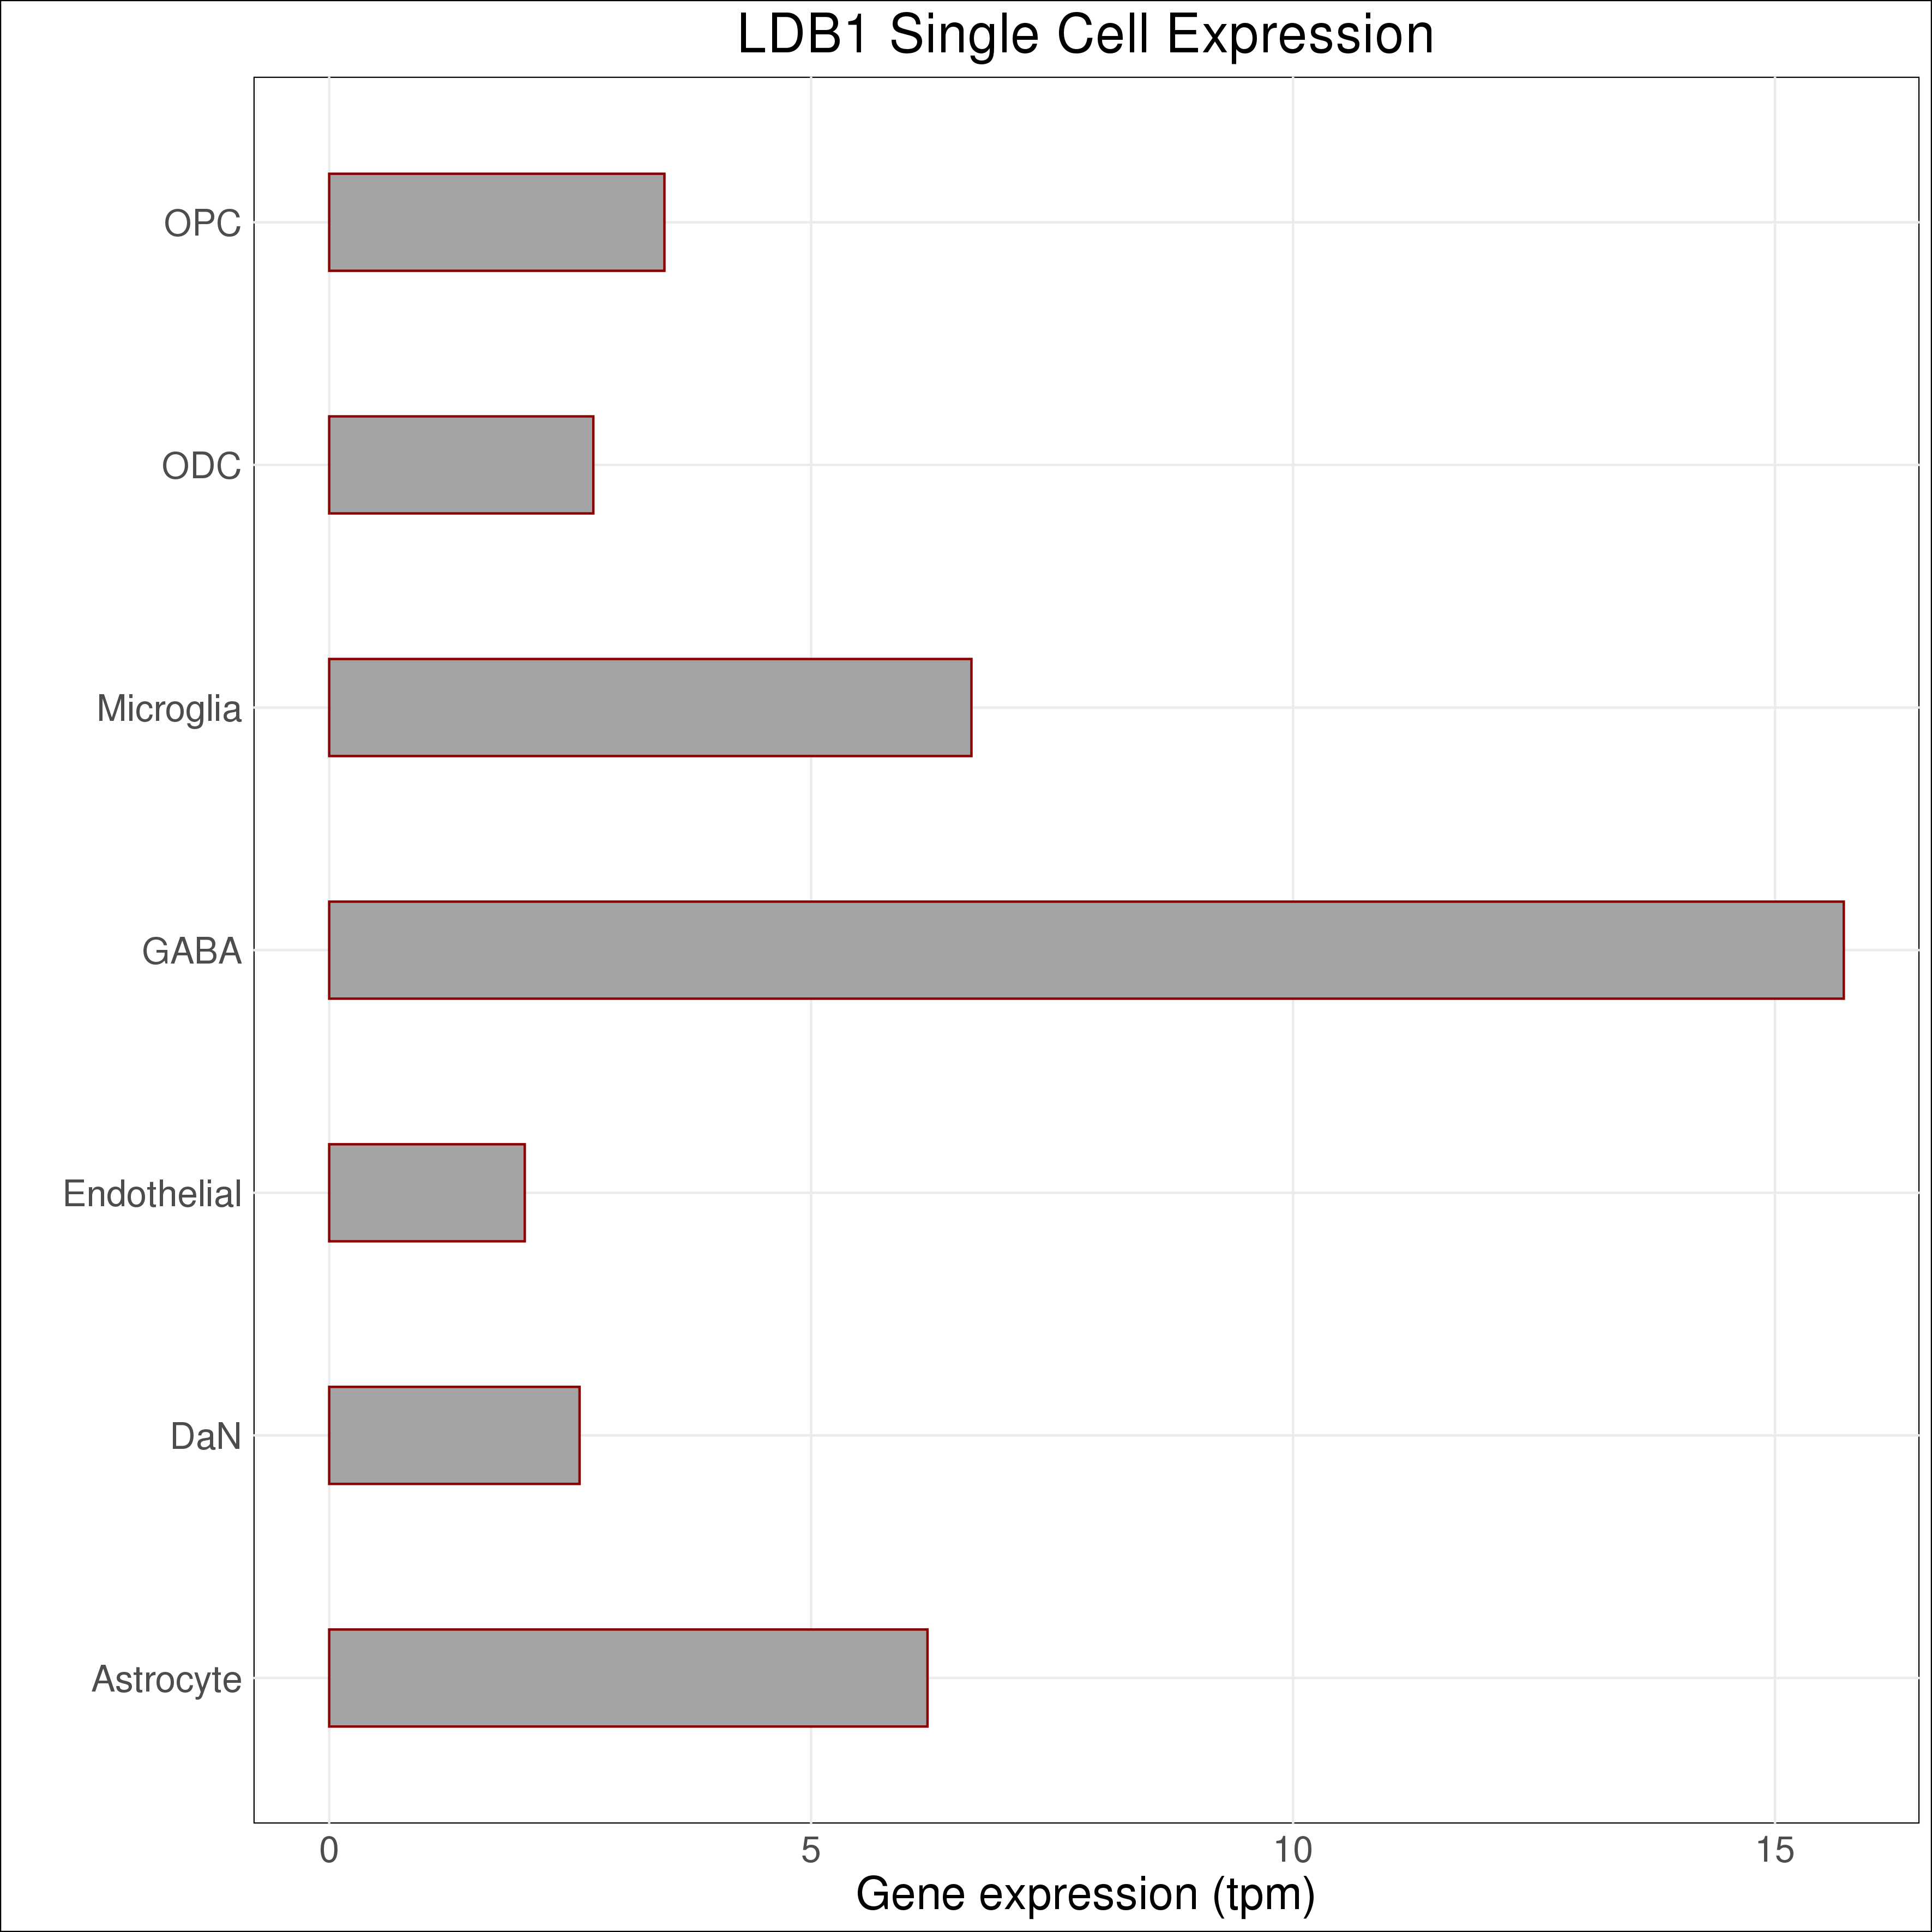 LDB1 Single Cell Expression
OPC
ODC
Microglia
GABA
Endothelial
DaN
Astrocyte
0 5 10 15
Gene expression (tpm)